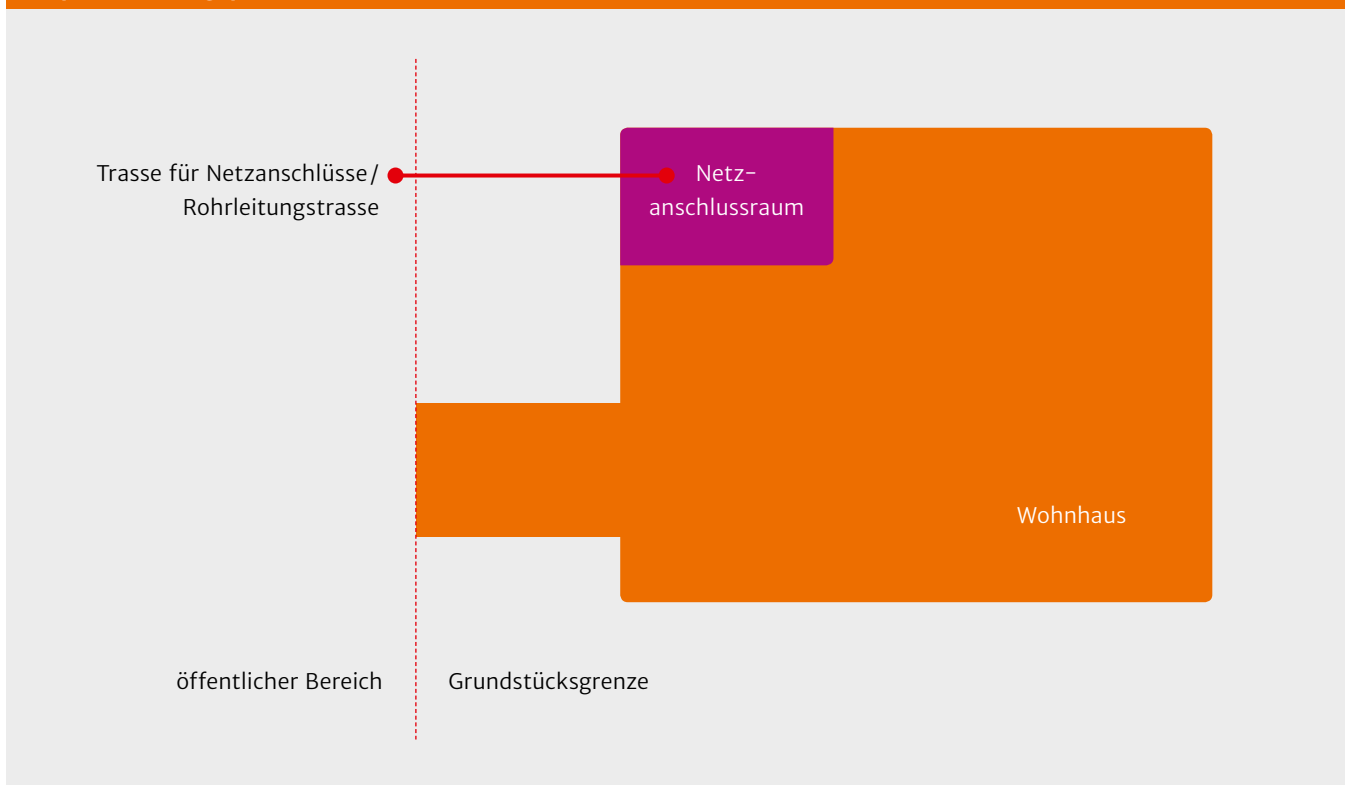 Trasse für Netzanschlüsse/
Rohrleitungstrasse
Netz-
anschlussraum
Wohnhaus
öffentlicher Bereich
Grundstücksgrenze